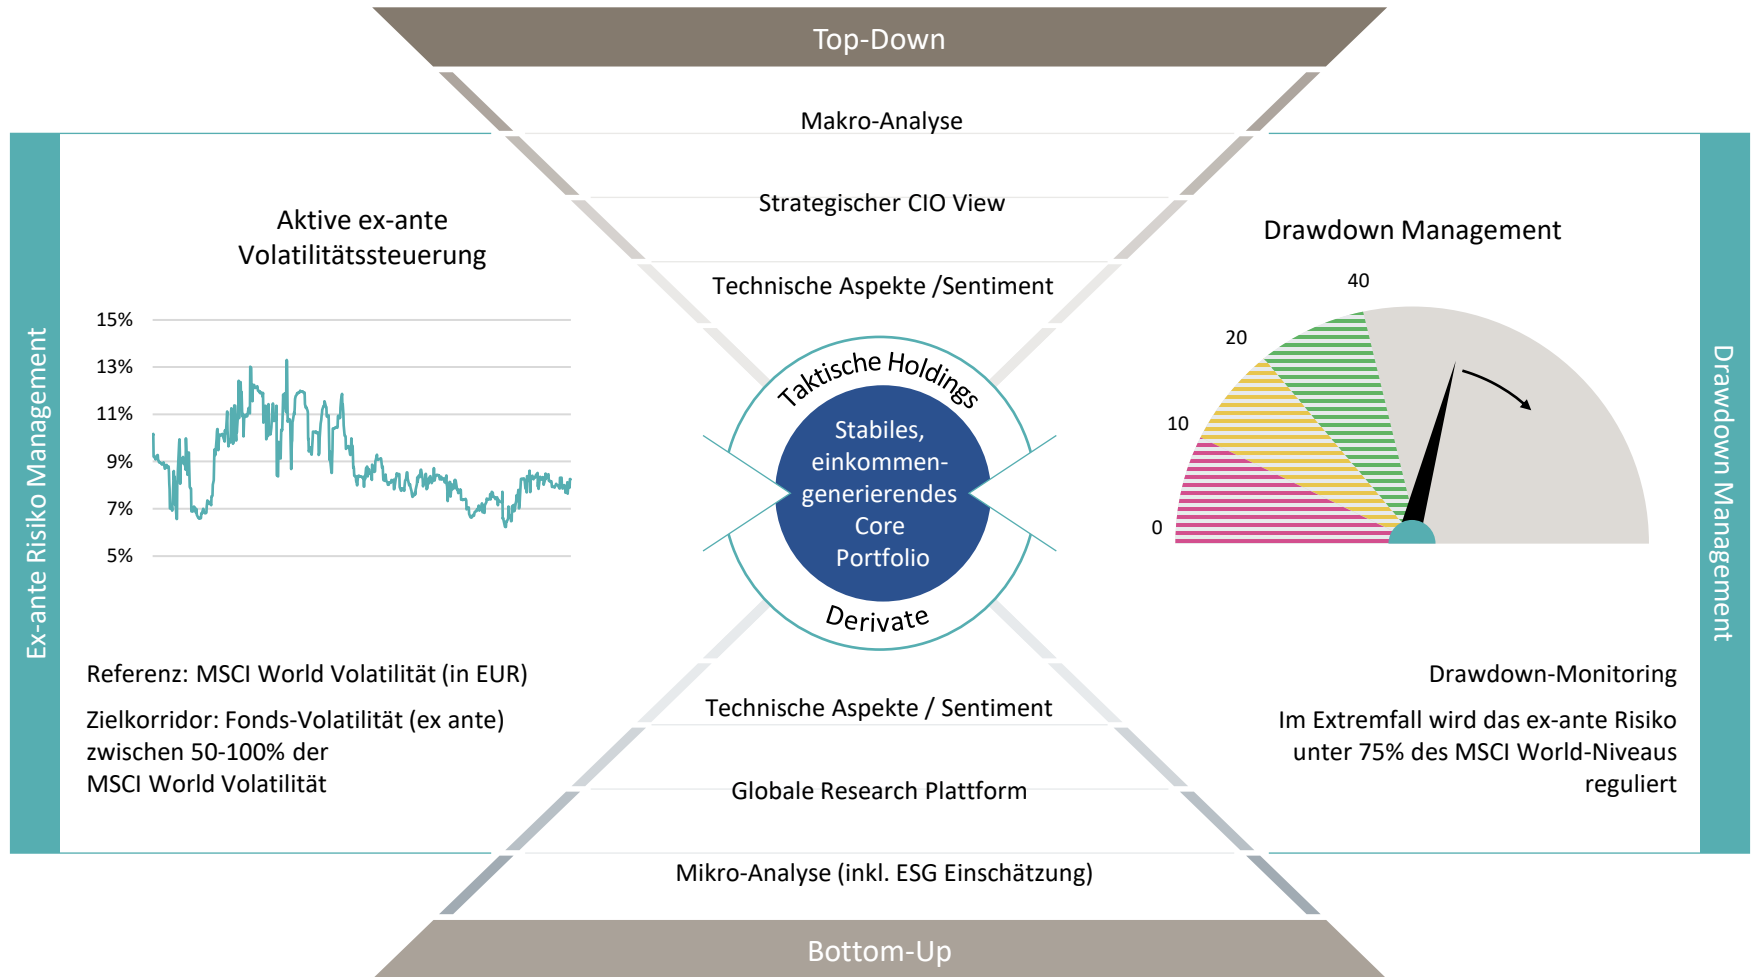 Top-Down
Makro-Analyse
Strategischer CIO View
Technische Aspekte /Sentiment
Ex-ante Risiko Management
Aktive ex-ante
Volatilitätssteuerung
15%
13%
11%
9%
7%
5%
Referenz: MSCI World Volatilität (in EUR)
Zielkorridor: Fonds-Volatilität (ex ante)
zwischen 50-100% der
MSCI World Volatilität
Taktische Holdings
Stabiles,
einkommen-
generierendes
Core
Portfolio
Derivate
Drawdown Management
40
20
10
0
Drawdown-Monitoring
Im Extremfall wird das ex-ante Risiko
unter 75% des MSCI World-Niveaus
reguliert
Drawdown Management
Technische Aspekte / Sentiment
Globale Research Plattform
Mikro-Analyse (inkl. ESG Einschätzung)
Bottom-Up